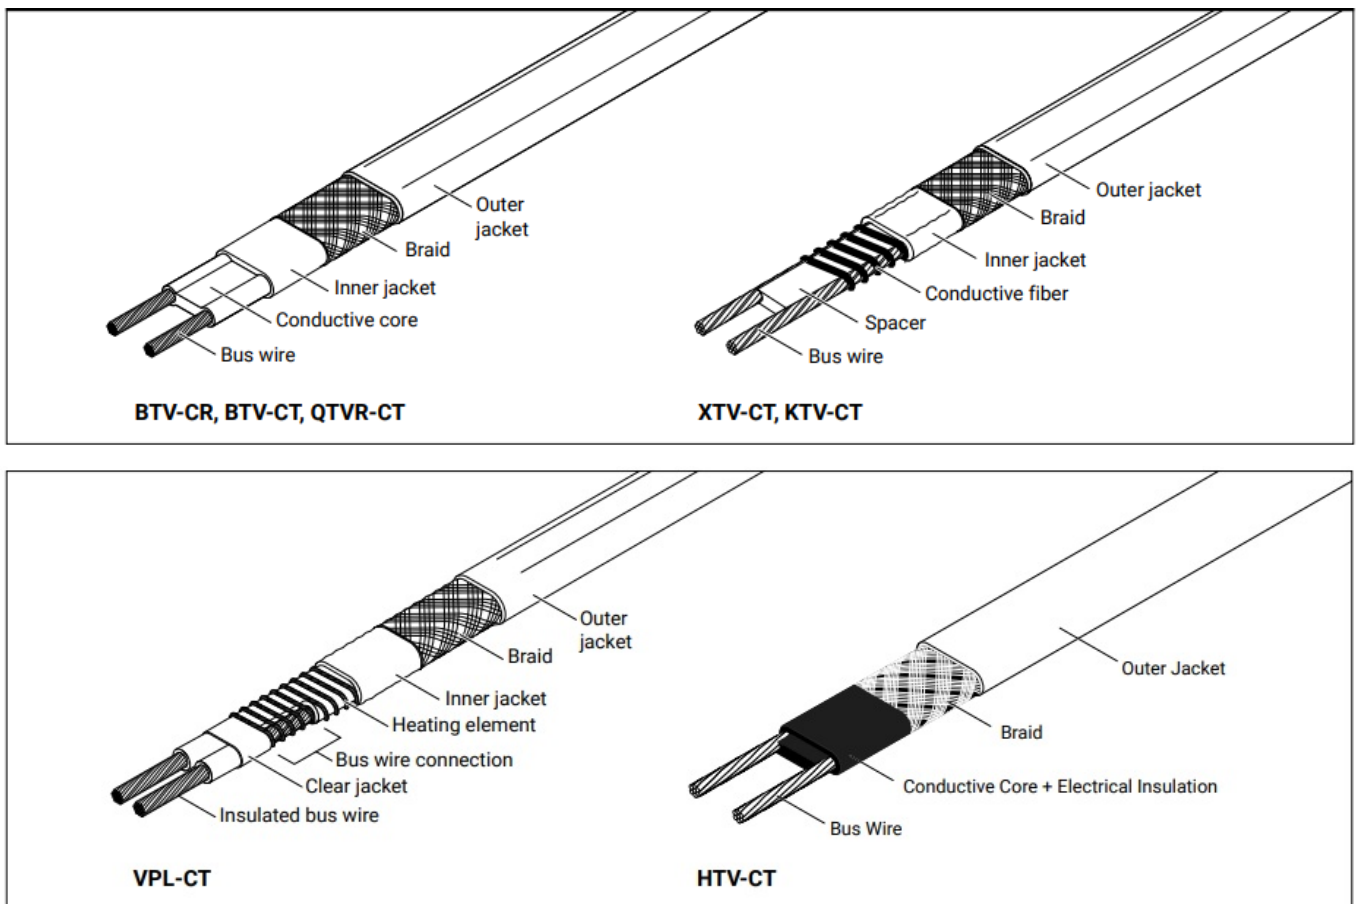 Outer
jacket
Braid
Inner jacket
Conductive core
Bus wire
BTV-CR, BTV-CT, QTVR-CT
Outer jacket
Braid
Inner jacket
Conductive fiber
Spacer
Bus wire
XTV-CT, KTV-CT
Outer
jacket
Braid
Inner jacket
Heating element
Bus wire connection
Clear jacket
Insulated bus wire
VPL-CT
Outer Jacket
Braid
Conductive Core + Electrical Insulation
Bus Wire
HTV-CT